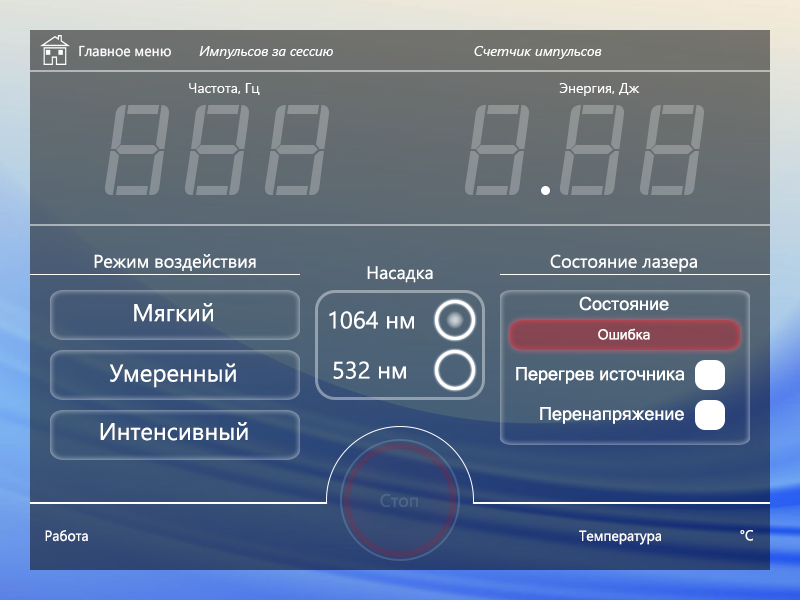 Главное меню
Импульсов за сессию
Счетчик импульсов
Частота, Гц
Энергия, Дж
Режим воздействия
Мягкий
Умеренный
Интенсивный
Насадка
1064 нм
532 нм
Состояние лазера
Состояние
Ошибка
Перегрев источника
Перенапряжение
Стоп
Работа
Температура
°C